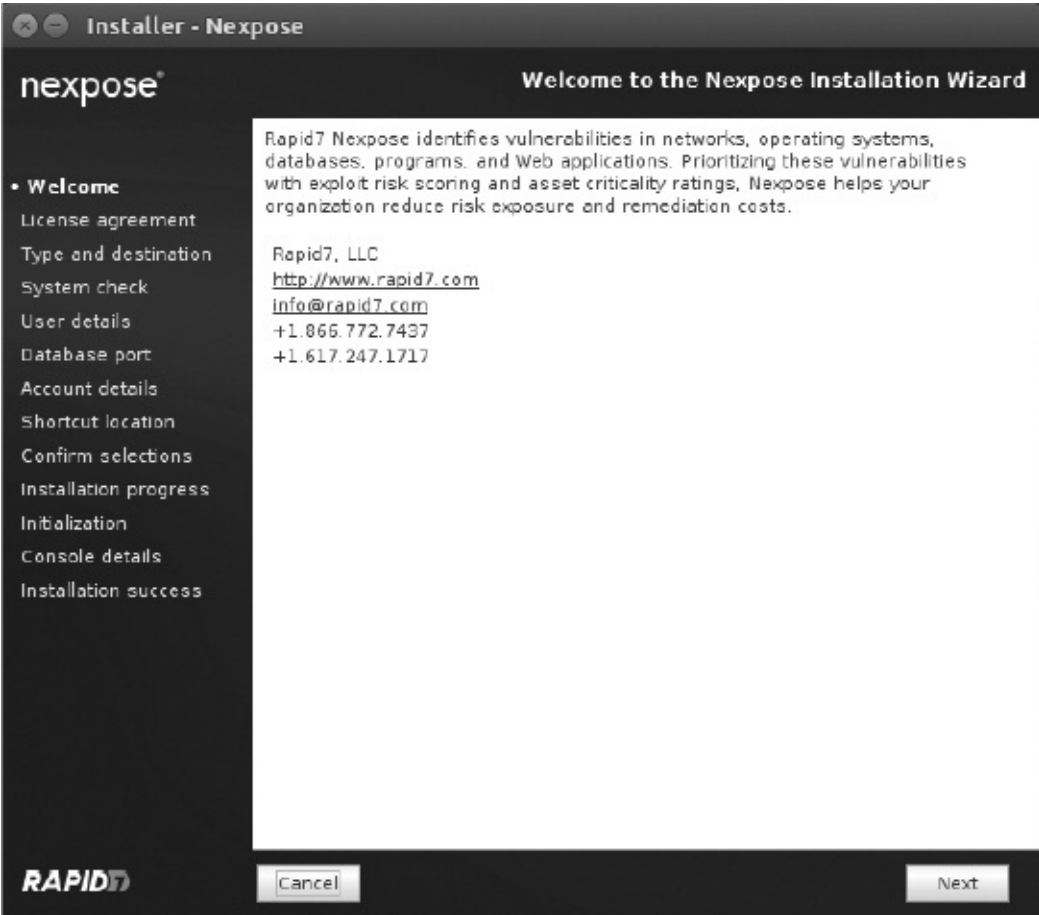 Installer - Nexpose
nexpose®
Welcome to the Nexpose Installation Wizard
• Welcome
License agreement
Type and destination
System check
User details
Database port
Account details
Shortcut location
Confirm selections
Installation progress
Initialization
Console details
Installation success
Rapid7 Nexpose identifies vulnerabilities in networks, operating systems,
databases, programs, and Web applications. Prioritizing these vulnerabilities
with exploit risk scoring and asset criticality ratings, Nexpose helps your
organization reduce risk exposure and remediation costs.
Rapid7, LLC
http://www.rapid7.com
info@rapid7.com
+1.866.772.7437
+1.617.247.1717
RAPID7
Cancel
Next